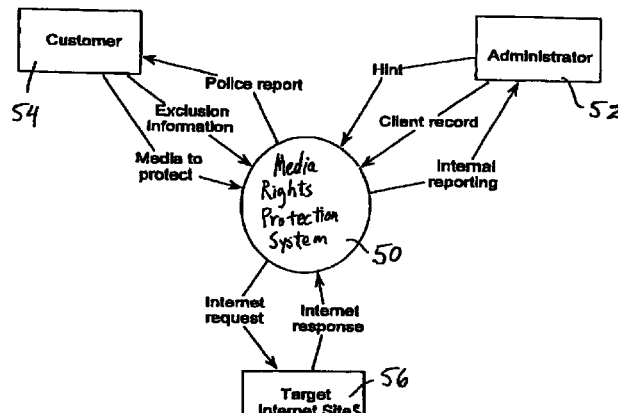 Customer
Administrator
54
52
Police report
Hint
Exclusion
Information
Client record
Media to
protect
Internal
reporting
Media
Rights
Protection
System
50
Internet
request
Internet
response
56
Target
Internet Sites